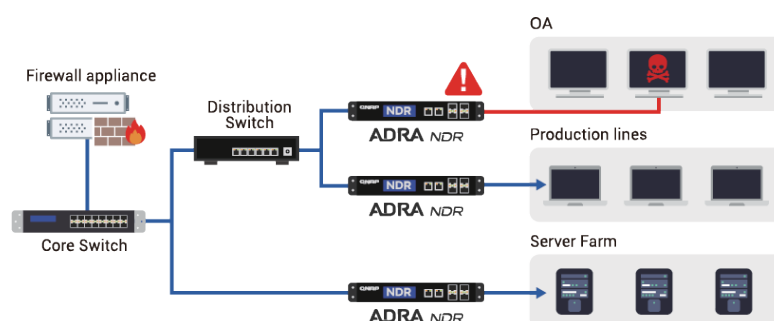 OA
Firewall appliance
Distribution
Switch
QNAP NDR
ADRA NDR
Production lines
QNAP NDR
ADRA NDR
Core Switch
Server Farm
QNAP NDR
ADRA NDR